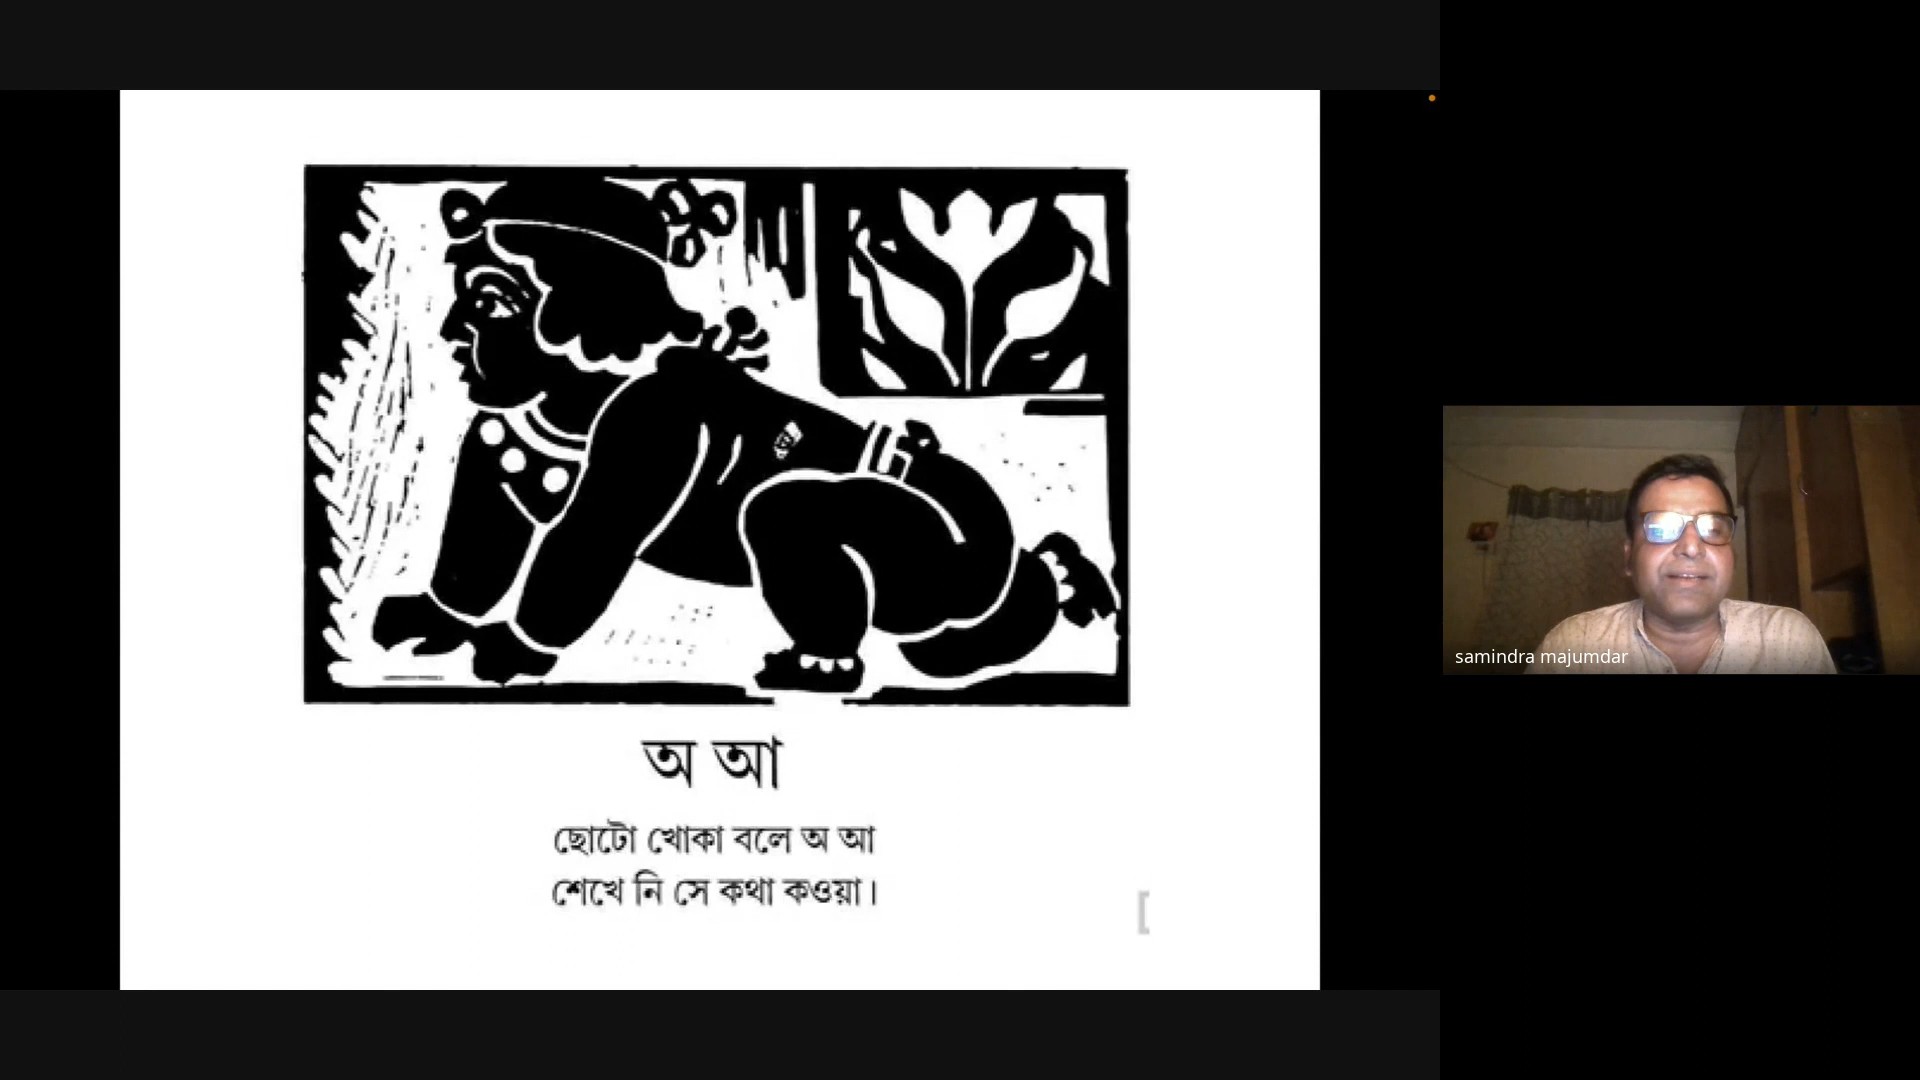 অ আ
ছোটো খোকা বলে অ আ
শেখে নি সে কথা কওয়া।
[
samindra majumdar